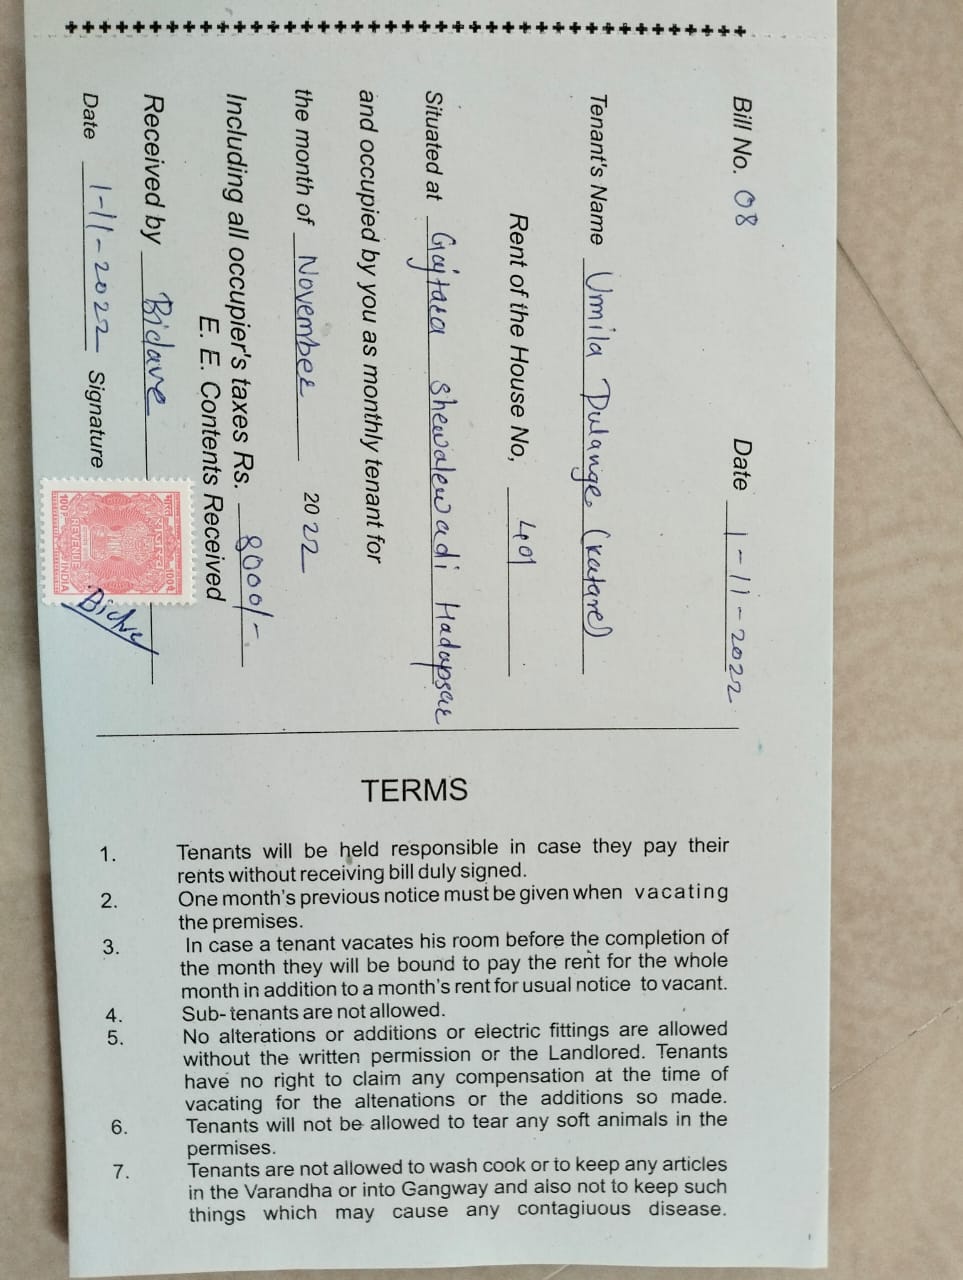 Bill No. 08 Date 1-11-2022
Tenant's Name Urmila Dulange (Katare)
Rent of the House No, 401
Situated at Gajtara Shewalewadi Hadapsar
and occupied by you as monthly tenant for
the month of November 2022
Including all occupier's taxes Rs. 8000/-
E. E. Contents Received
Received by Bidave
Date 1-11-2022 Signature
REVENUE
INDIA
TERMS
1. Tenants will be held responsible in case they pay their
rents without receiving bill duly signed.
2. One month's previous notice must be given when vacating
the premises.
3. In case a tenant vacates his room before the completion of
the month they will be bound to pay the rent for the whole
month in addition to a month's rent for usual notice to vacant.
4. Sub- tenants are not allowed.
5. No alterations or additions or electric fittings are allowed
without the written permission or the Landlored. Tenants
have no right to claim any compensation at the time of
vacating for the altenations or the additions so made.
6. Tenants will not be allowed to tear any soft animals in the
permises.
7. Tenants are not allowed to wash cook or to keep any articles
in the Varandha or into Gangway and also not to keep such
things which may cause any contagiuous disease.